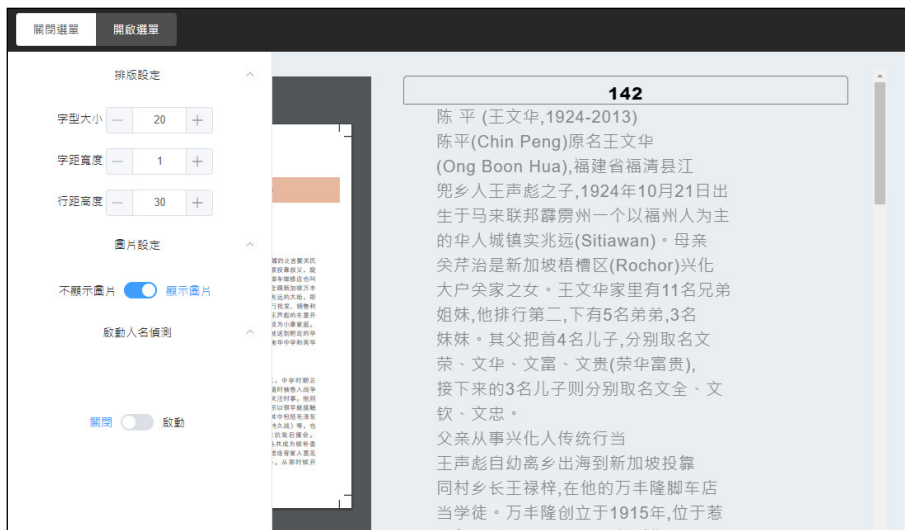 關閉選單
開啟選單
排版設定
字型大小 — 20 +
字距寬度 — 1 +
行距高度 — 30 +
圖片設定
不顯示圖片 顯示圖片
啟動人名偵測
關閉 啟動
142
陈 平 (王文华,1924-2013)
陈平(Chin Peng)原名王文华
(Ong Boon Hua),福建省福清县江
兜乡人王声彪之子,1924年10月21日出
生于马来联邦霹雳州一个以福州人为主
的华人城镇实兆远(Sitiawan)。母亲
关芹治是新加坡梧槽区(Rochor)兴化
大户关家之女。王文华家里有11名兄弟
姐妹,他排行第二,下有5名弟弟,3名
妹妹。其父把首4名儿子,分别取名文
荣、文华、文富、文贵(荣华富贵),
接下来的3名儿子则分别取名文全、文
钦、文忠。
父亲从事兴化人传统行当
王声彪自幼离乡出海到新加坡投靠
同村乡长王禄梓,在他的万丰隆脚车店
当学徒。万丰隆创立于1915年,位于惹